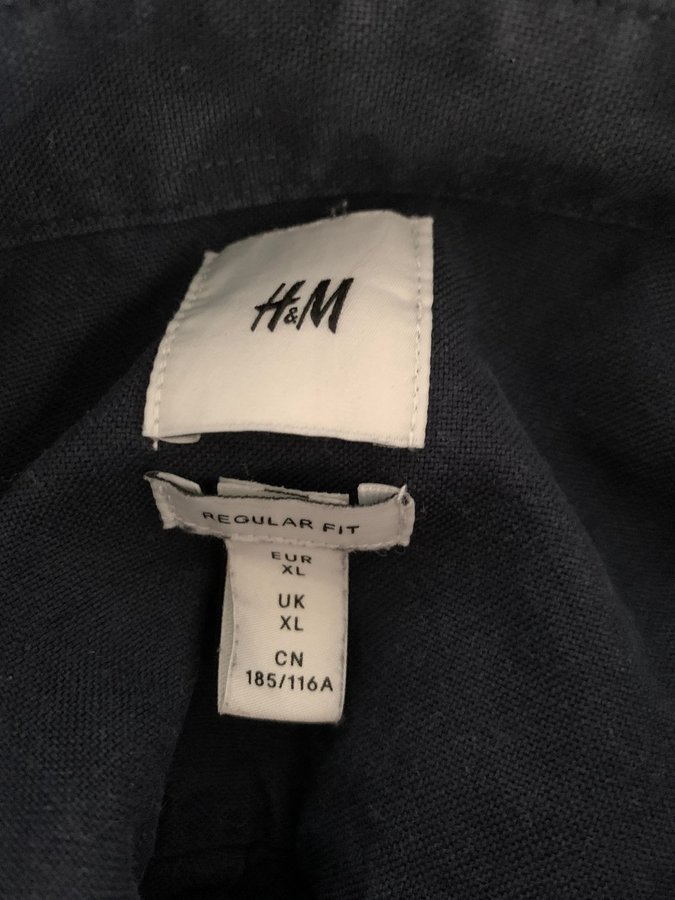 H&M
REGULAR FIT
EUR
XL
UK
XL
CN
185/116A